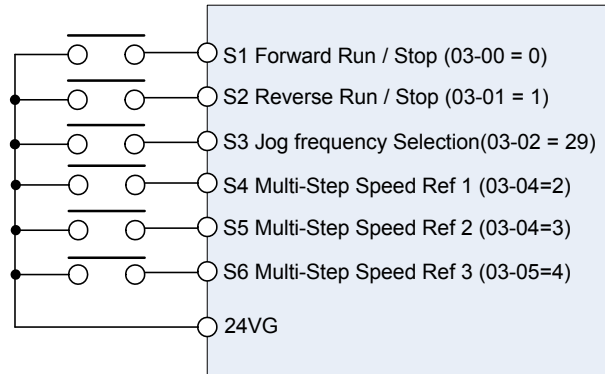 S1 Forward Run / Stop (03-00 = 0)
S2 Reverse Run / Stop (03-01 = 1)
S3 Jog frequency Selection(03-02 = 29)
S4 Multi-Step Speed Ref 1 (03-04=2)
S5 Multi-Step Speed Ref 2 (03-04=3)
S6 Multi-Step Speed Ref 3 (03-05=4)
24VG